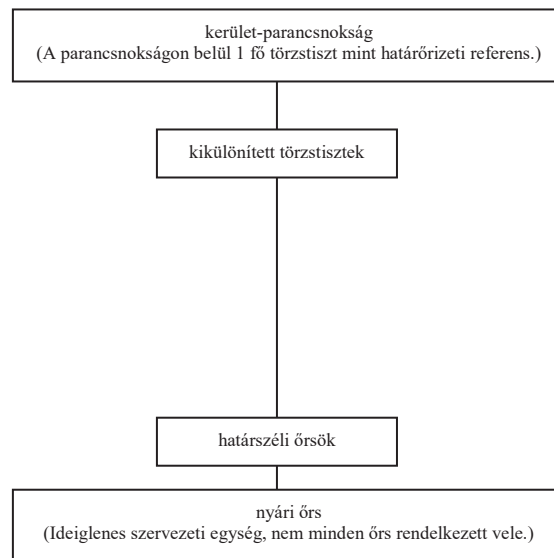 kerület-parancsnokság
(A parancsnokságon belül 1 fő törzstiszt mint határőrizeti referens.)
kikülönített törzstisztek
határszéli őrsök
nyári őrs
(Ideiglenes szervezeti egység, nem minden őrs rendelkezett vele.)